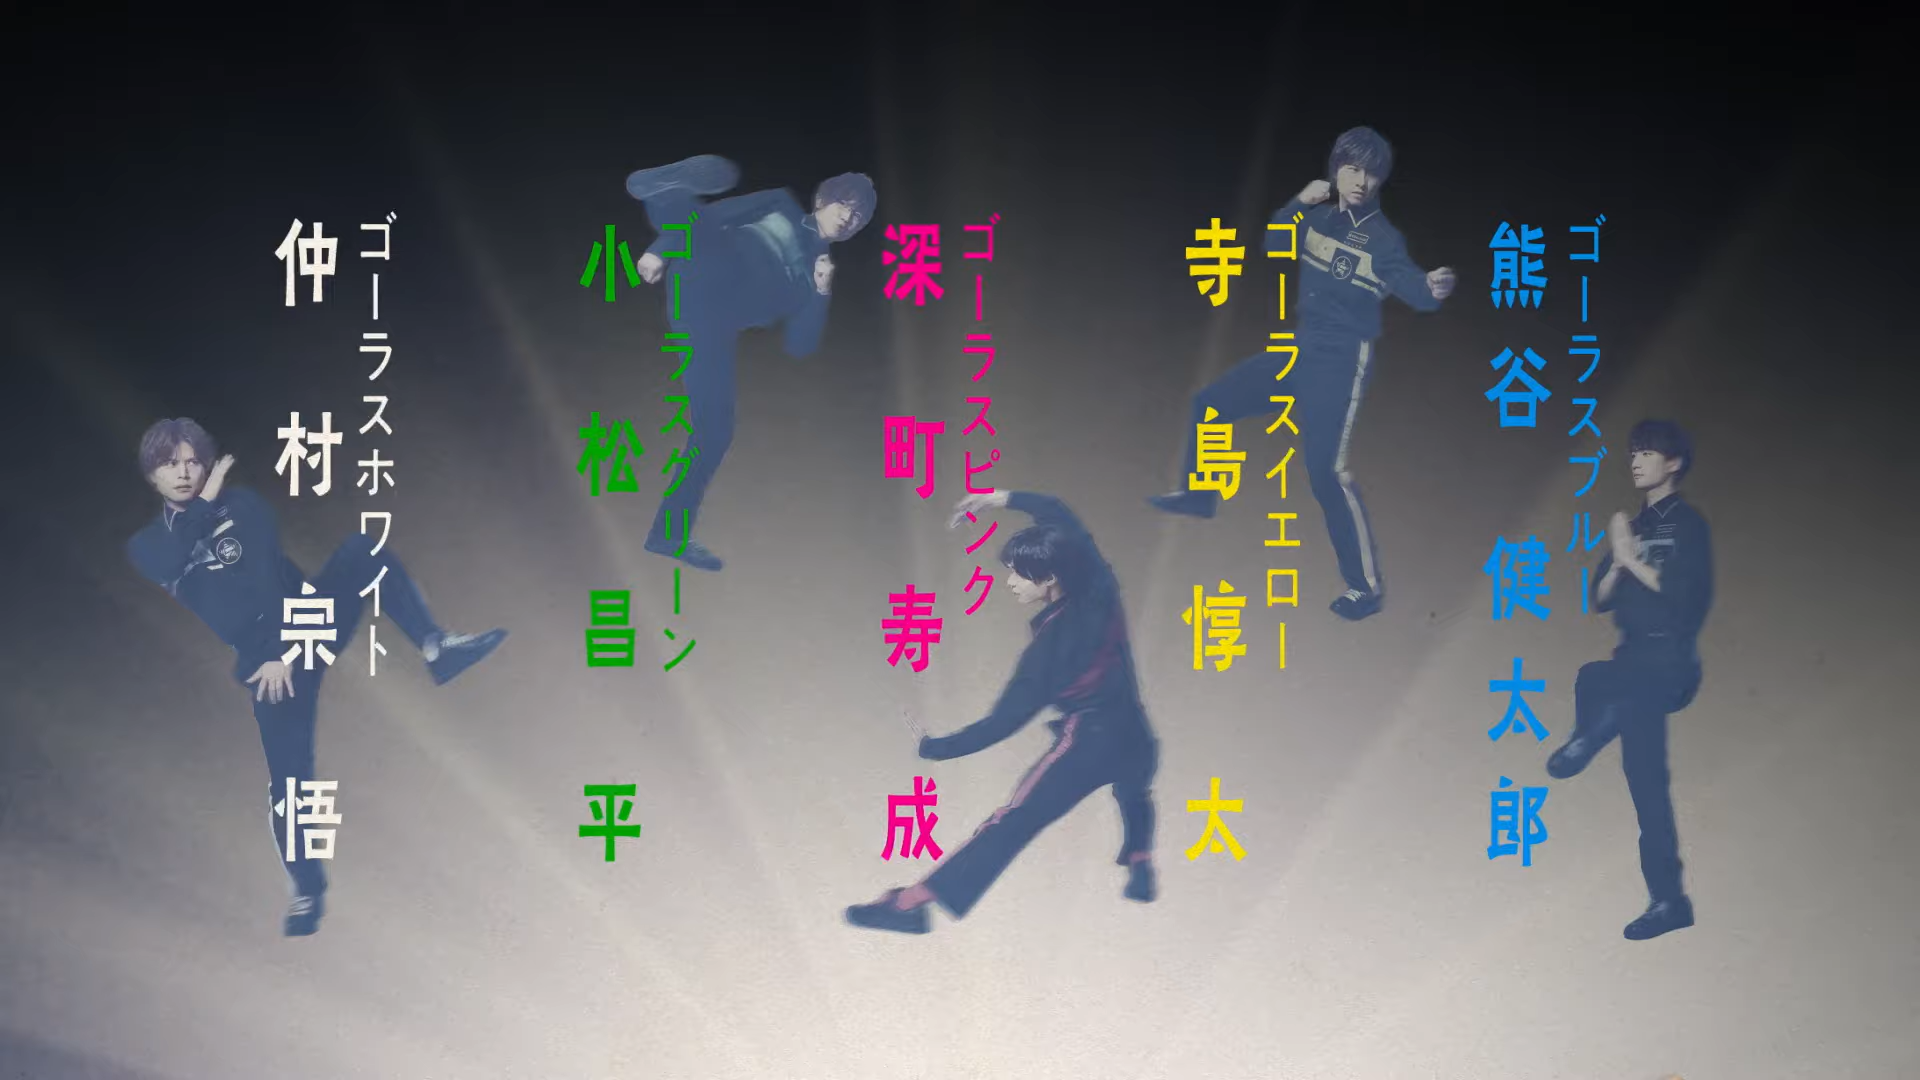 ゴーラスブルー
熊谷健太郎
ゴーラスイエロー
寺島惇太
ゴーラスピンク
深町寿成
ゴーラスグリーン
小松昌平
ゴーラスホワイト
仲村宗悟